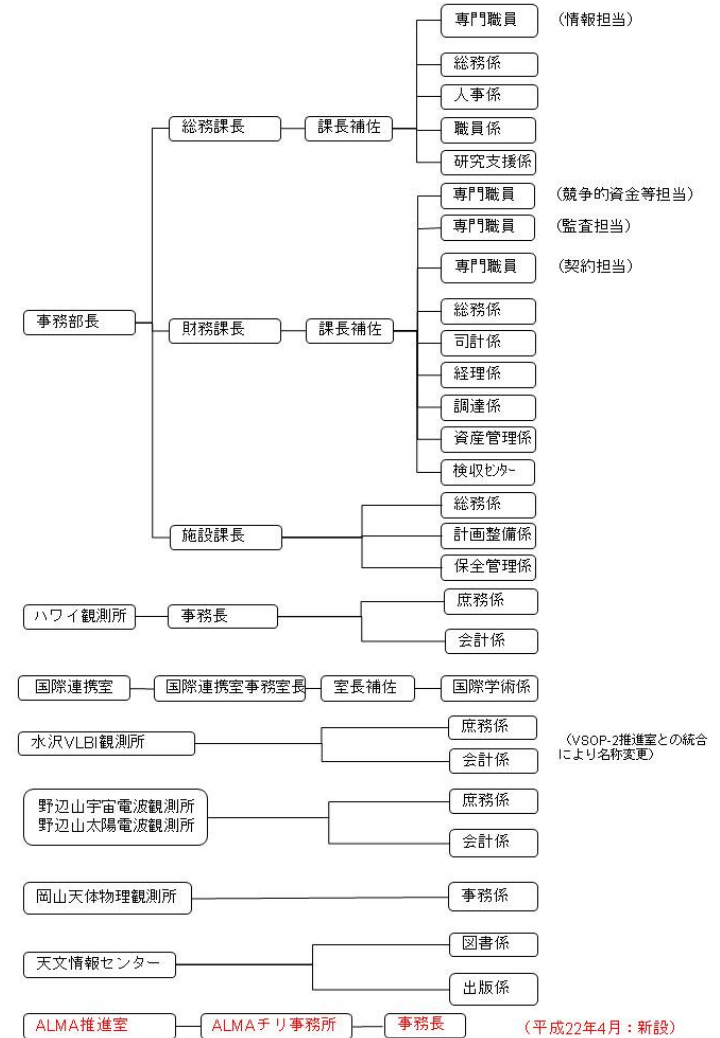 専門職員 (情報担当)
総務係
人事係
総務課長 課長補佐 職員係
研究支援係
専門職員 (競争的資金等担当)
専門職員 (監査担当)
専門職員 (契約担当)
総務係
事務部長 財務課長 課長補佐
司計係
経理係
調達係
資産管理係
検収センター
総務係
施設課長 計画整備係
保全管理係
庶務係
ハワイ観測所 事務長
会計係
国際連携室 国際連携室事務室長 室長補佐 国際学術係
庶務係
水沢VLBI観測所
(VSOP-2推進室との統合
により名称変更)
会計係
庶務係
野辺山宇宙電波観測所
野辺山太陽電波観測所
会計係
岡山天体物理観測所 事務係
図書係
天文情報センター
出版係
ALMA推進室 ALMAチリ事務所 事務長 (平成22年4月：新設)